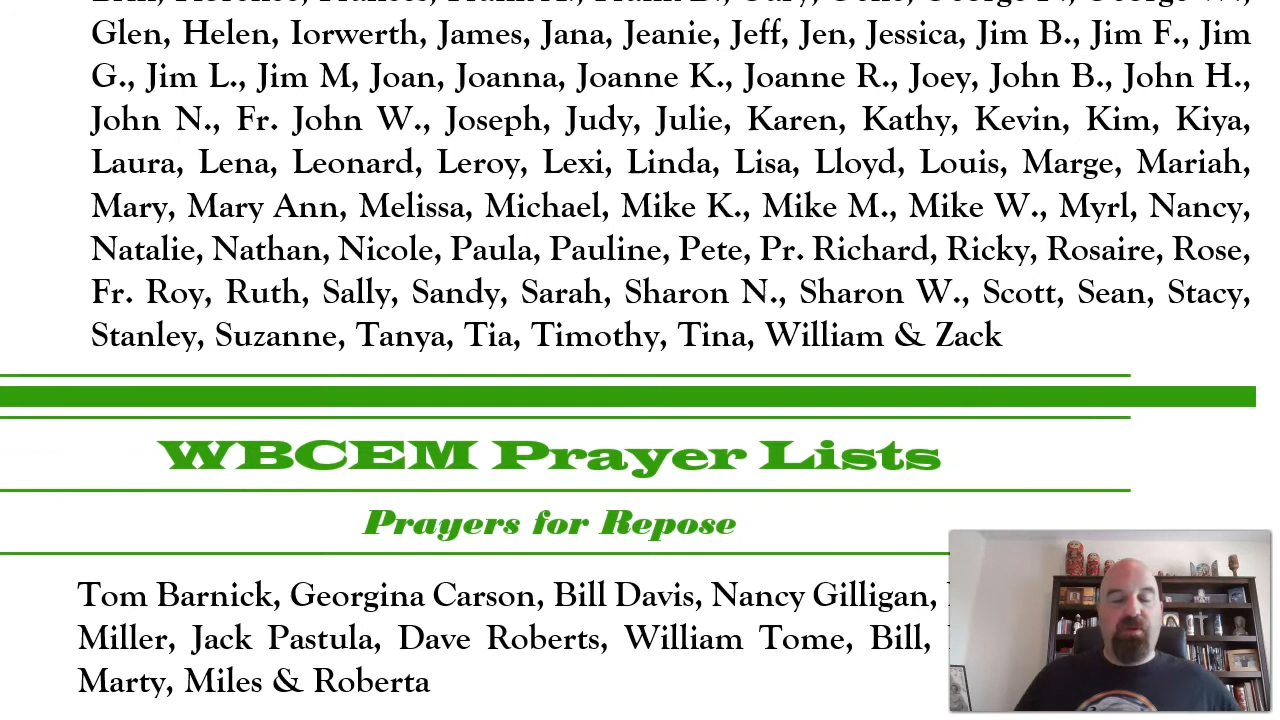 Glen, Helen, Iorwerth, James, Jana, Jeanie, Jeff, Jen, Jessica, Jim B., Jim F., Jim
G., Jim L., Jim M, Joan, Joanna, Joanne K., Joanne R., Joey, John B., John H.,
John N., Fr. John W., Joseph, Judy, Julie, Karen, Kathy, Kevin, Kim, Kiya,
Laura, Lena, Leonard, Leroy, Lexi, Linda, Lisa, Lloyd, Louis, Marge, Mariah,
Mary, Mary Ann, Melissa, Michael, Mike K., Mike M., Mike W., Myrl, Nancy,
Natalie, Nathan, Nicole, Paula, Pauline, Pete, Pr. Richard, Ricky, Rosaire, Rose,
Fr. Roy, Ruth, Sally, Sandy, Sarah, Sharon N., Sharon W., Scott, Sean, Stacy,
Stanley, Suzanne, Tanya, Tia, Timothy, Tina, William & Zack
WBCEM Prayer Lists
Prayers for Repose
Tom Barnick, Georgina Carson, Bill Davis, Nancy Gilligan,
Miller, Jack Pastula, Dave Roberts, William Tome, Bill,
Marty, Miles & Roberta